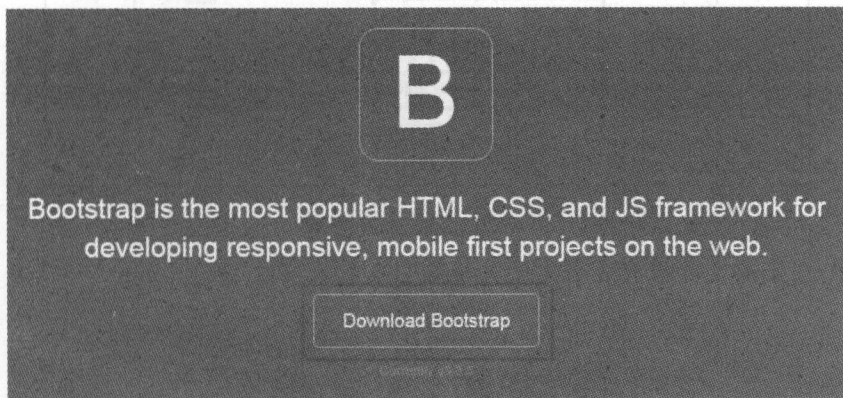 B
Bootstrap is the most popular HTML, CSS, and JS framework for
developing responsive, mobile first projects on the web.
Download Bootstrap